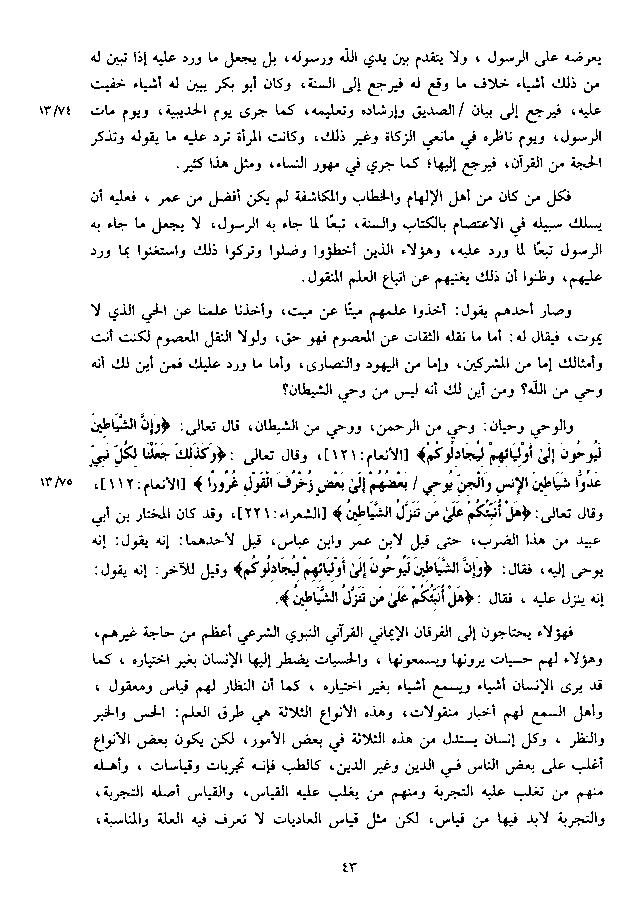 يعرضه على الرسول ، ولا يتقدم بين يدي الله ورسوله، بل يجعل ما ورد عليه إذا تبين له
من ذلك أشياء خلاف ما وقع له فيرجع إلى السنة، وكان أبو بكر يبين له أشياء خفيت
عليه، فيرجع إلى بيان /الصديق وإرشاده وتعليمه، كما جرى يوم الحديبية، ويوم مات ١٣/٧٤
الرسول، ويوم ناظره في مانعي الزكاة وغير ذلك، وكانت المرأة ترد عليه ما يقوله وتذكر
الحجة من القرآن، فيرجع إليها؛ كما جري في مهور النساء، ومثل هذا كثير.
فكل من كان من أهل الإلهام والخطاب والمكاشفة لم يكن أفضل من عمر ، فعليه أن
يسلك سبيله في الاعتصام بالكتاب والسنة، تبعًا لما جاء به الرسول، لا يجعل ما جاء به
الرسول تبعًا لما ورد عليه، وهؤلاء الذين أخطؤوا وضلوا وتركوا ذلك واستغنوا بما ورد
عليهم، وظنوا أن ذلك يغنيهم عن اتباع العلم المنقول.
وصار أحدهم يقول: أخذوا علمهم ميتًا عن ميت، وأخذنا علمنا عن الحي الذي لا
يموت، فيقال له: أما ما نقله الثقات عن المعصوم فهو حق، ولولا النقل المعصوم لكنت أنت
وأمثالك إما من المشركين، وإما من اليهود والنصارى، وأما ما ورد عليك فمن أين لك أنه
وحي من الله؟ ومن أين لك أنه ليس من وحي الشيطان؟
والوحي وحيان: وحي من الرحمن، ووحي من الشيطان، قال تعالى: ﴿وَإِنَّ الشَّيَاطِينَ
لَيُوحُونَ إِلَىٰ أَوْلِيَائِهِمْ لِيُجَادِلُوكُمْ﴾ [الأنعام:١٢١]، وقال تعالى :﴿وَكَذَلِكَ جَعَلْنَا لِكُلِّ نَبِيٍّ
عَدُوًّا شَيَاطِينَ الإِنسِ وَالْجِنِّ يُوحِي / بَعْضُهُمْ إِلَىٰ بَعْضٍ زُخْرُفَ الْقَوْلِ غُرُورًا ﴾ [الأنعام:١١٢]، ١٣/٧٥
وقال تعالى:﴿هَلْ أُنَبِّئُكُمْ عَلَىٰ مَن تَنَزَّلُ الشَّيَاطِينُ ﴾ [الشعراء:٢٢١]، وقد كان المختار بن أبي
عبيد من هذا الضرب، حتى قيل لابن عمر وابن عباس، قيل لأحدهما: إنه يقول: إنه
يوحى إليه، فقال: ﴿وَإِنَّ الشَّيَاطِينَ لَيُوحُونَ إِلَىٰ أَوْلِيَائِهِمْ لِيُجَادِلُوكُمْ﴾ وقيل للآخر: إنه يقول:
إنه ينزل عليه ، فقال :﴿هَلْ أُنَبِّئُكُمْ عَلَىٰ مَن تَنَزَّلُ الشَّيَاطِينُ ﴾.
فهؤلاء يحتاجون إلى الفرقان الإيماني القرآني النبوي الشرعي أعظم من حاجة غيرهم،
وهؤلاء لهم حسيات يرونها ويسمعونها ، والحسيات يضطر إليها الإنسان بغير اختياره ، كما
قد يرى الإنسان أشياء ويسمع أشياء بغير اختياره ، كما أن النظار لهم قياس ومعقول ،
وأهل السمع لهم أخبار منقولات، وهذه الأنواع الثلاثة هي طرق العلم: الحس والخبر
والنظر ، وكل إنسان يستدل من هذه الثلاثة في بعض الأمور، لكن يكون بعض الأنواع
أغلب على بعض الناس في الدين وغير الدين، كالطب فإنه تجربات وقياسات ، وأهله
منهم من تغلب عليه التجربة ومنهم من يغلب عليه القياس، والقياس أصله التجربة،
والتجربة لابد فيها من قياس، لكن مثل قياس العاديات لا تعرف فيه العلة والمناسبة،
٤٣